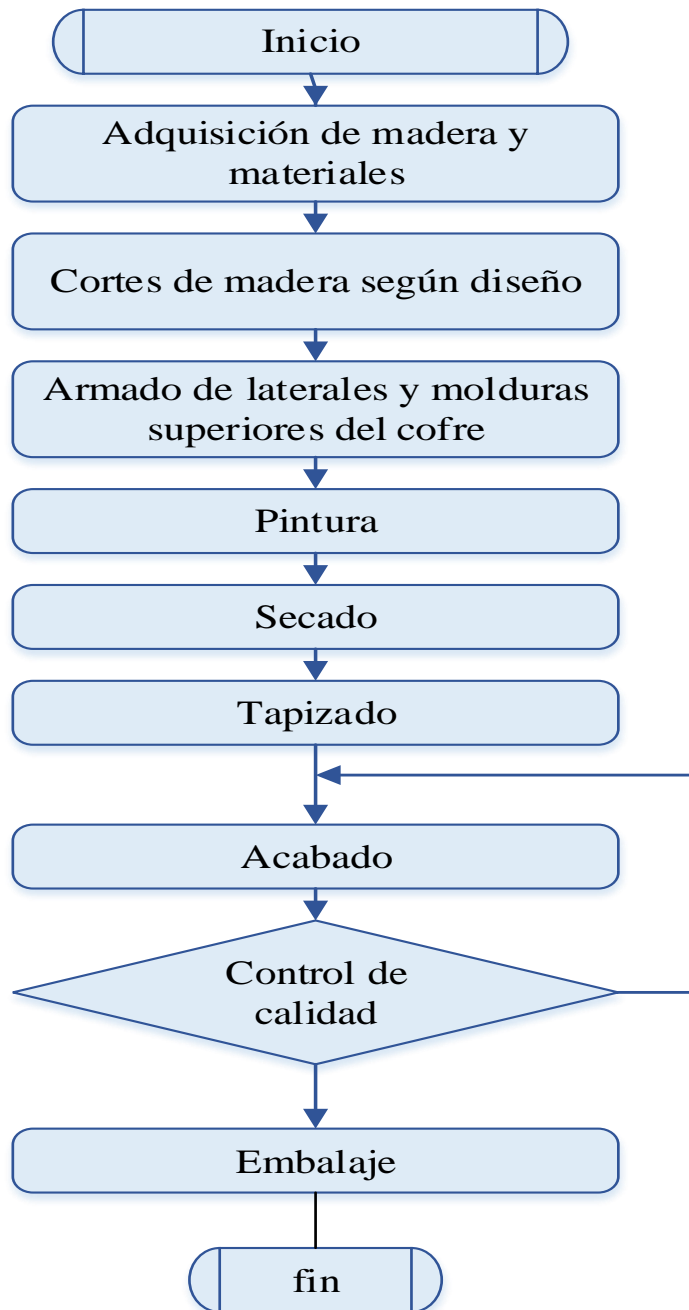 Inicio
Adquisición de madera y
materiales
Cortes de madera según diseño
Armado de laterales y molduras
superiores del cofre
Pintura
Secado
Tapizado
Acabado
Control de
calidad
Embalaje
fin